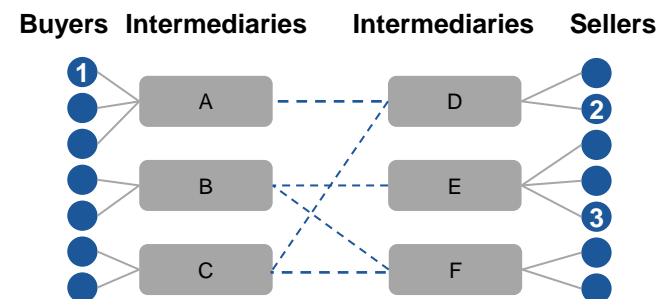 Buyers Intermediaries Intermediaries Sellers
1
A D
2
B E
3
C F